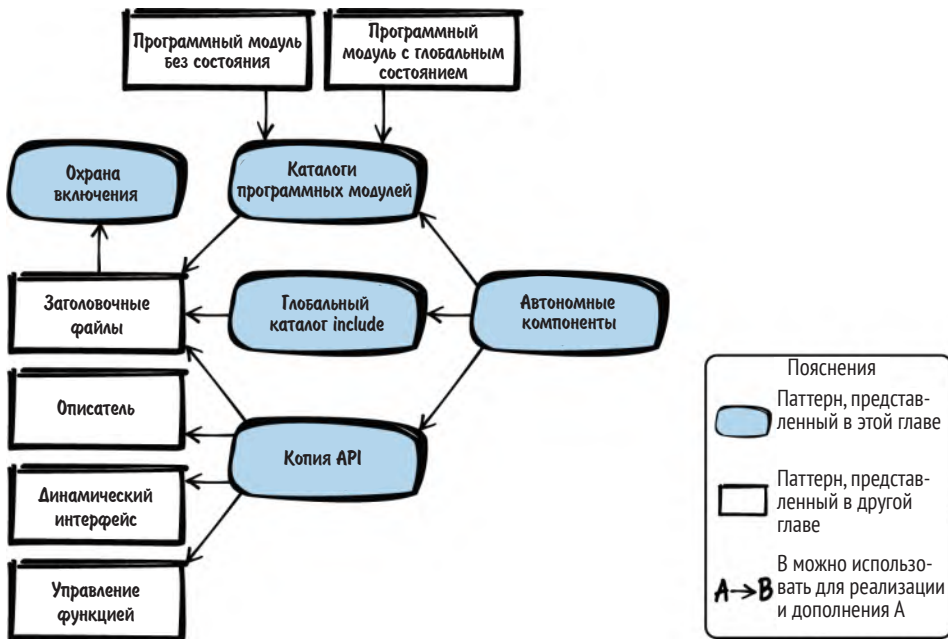 Программный модуль
без состояния
Программный
модуль с глобальным
состоянием
Охрана
включения
Каталоги
программных модулей
Заголовочные
файлы
Глобальный
каталог include
Автономные
компоненты
Описатель
Копия API
Динамический
интерфейс
Управление
функцией
Пояснения
Паттерн, представ-
ленный в этой главе
Паттерн, представ-
ленный в другой
главе
A→B
B можно использо-
вать для реализации
и дополнения A